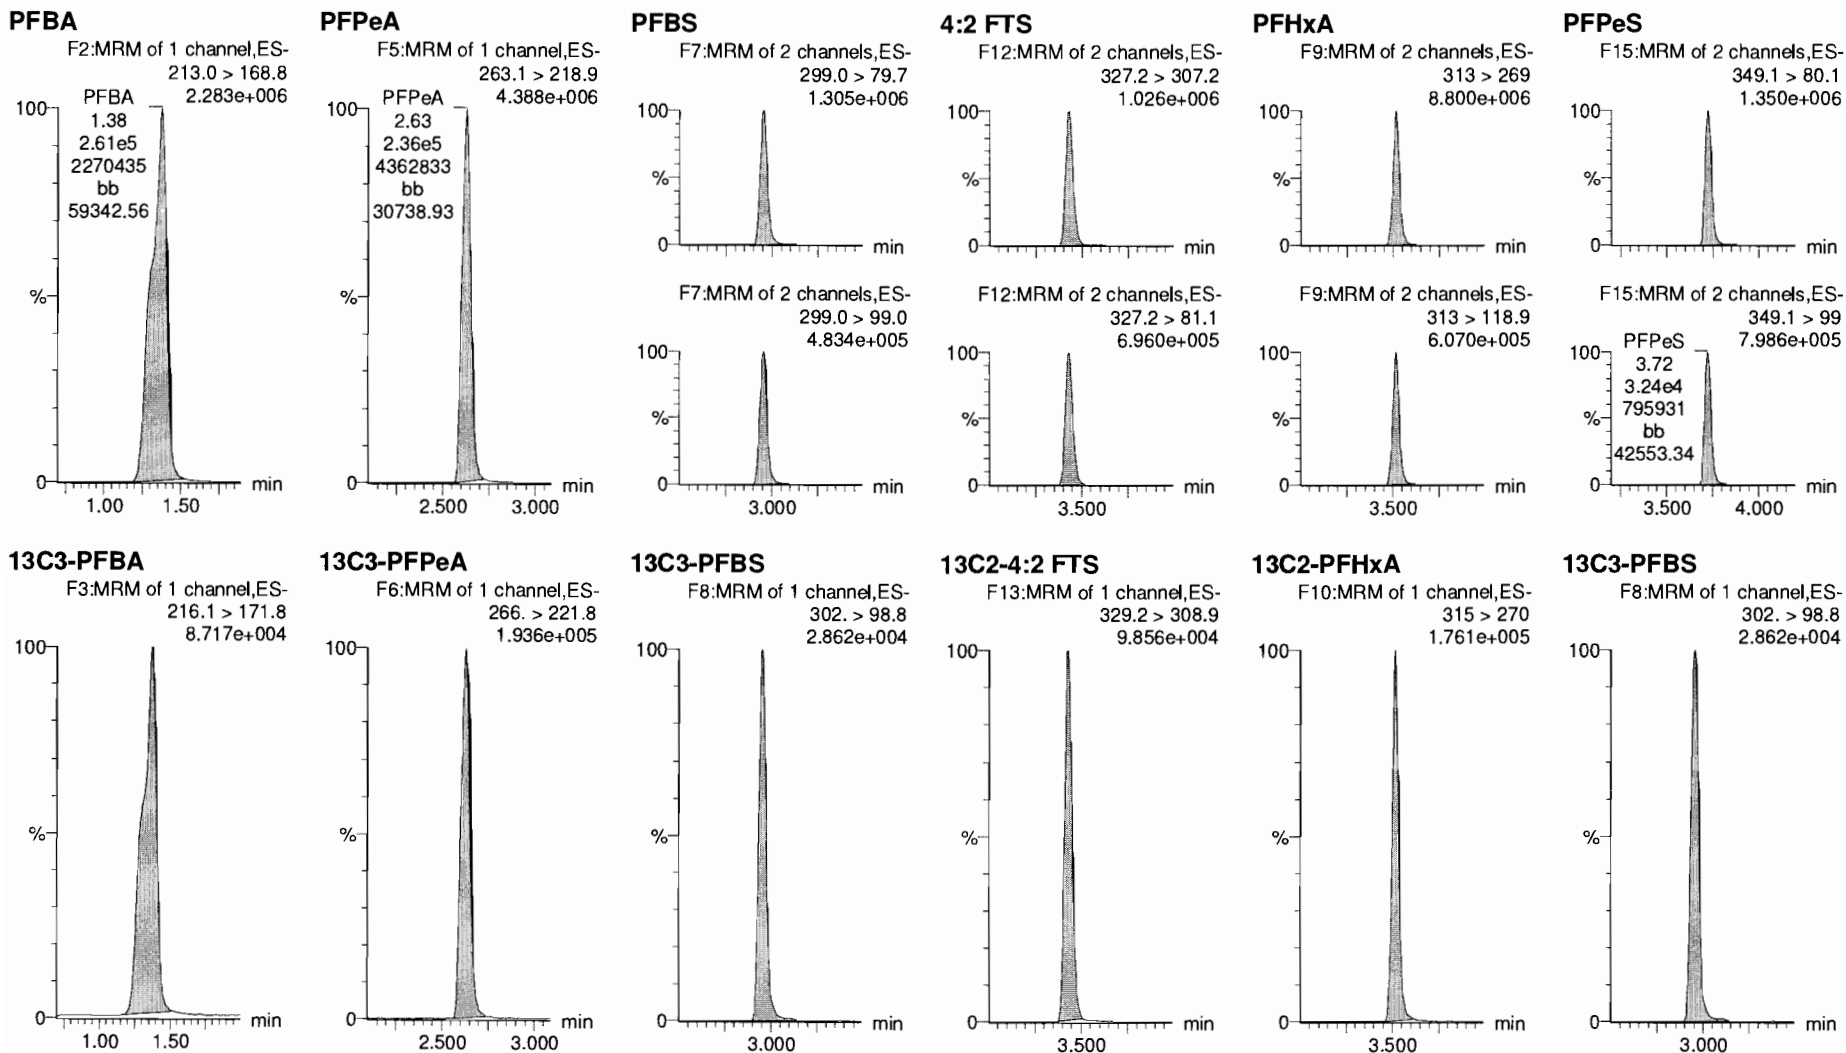 PFBA
F2:MRM of 1 channel,ES-
213.0 > 168.8
2.283e+006
PFBA
1.38
2.61e5
2270435
bb
59342.56
100
%
0
min
1.00 1.50
PFPeA
F5:MRM of 1 channel,ES-
263.1 > 218.9
4.388e+006
PFPeA
2.63
2.36e5
4362833
bb
30738.93
100
%
0
min
2.500 3.000
PFBS
F7:MRM of 2 channels,ES-
299.0 > 79.7
1.305e+006
100
%
0
min
F7:MRM of 2 channels,ES-
299.0 > 99.0
4.834e+005
100
%
0
min
3.000
4:2 FTS
F12:MRM of 2 channels,ES-
327.2 > 307.2
1.026e+006
100
%
0
min
F12:MRM of 2 channels,ES-
327.2 > 81.1
6.960e+005
100
%
0
min
3.500
PFHxA
F9:MRM of 2 channels,ES-
313 > 269
8.800e+006
100
%
0
min
F9:MRM of 2 channels,ES-
313 > 118.9
6.070e+005
100
%
0
min
3.500
PFPeS
F15:MRM of 2 channels,ES-
349.1 > 80.1
1.350e+006
100
%
0
min
F15:MRM of 2 channels,ES-
349.1 > 99
7.986e+005
PFPeS
3.72
3.24e4
795931
bb
42553.34
100
%
0
min
3.500 4.000
13C3-PFBA
F3:MRM of 1 channel,ES-
216.1 > 171.8
8.717e+004
100
%
0
min
1.00 1.50
13C3-PFPeA
F6:MRM of 1 channel,ES-
266. > 221.8
1.936e+005
100
%
0
min
2.500 3.000
13C3-PFBS
F8:MRM of 1 channel,ES-
302. > 98.8
2.862e+004
100
%
0
min
3.000
13C2-4:2 FTS
F13:MRM of 1 channel,ES-
329.2 > 308.9
9.856e+004
100
%
0
min
3.500
13C2-PFHxA
F10:MRM of 1 channel,ES-
315 > 270
1.761e+005
100
%
0
min
3.500
13C3-PFBS
F8:MRM of 1 channel,ES-
302. > 98.8
2.862e+004
100
%
0
min
3.000